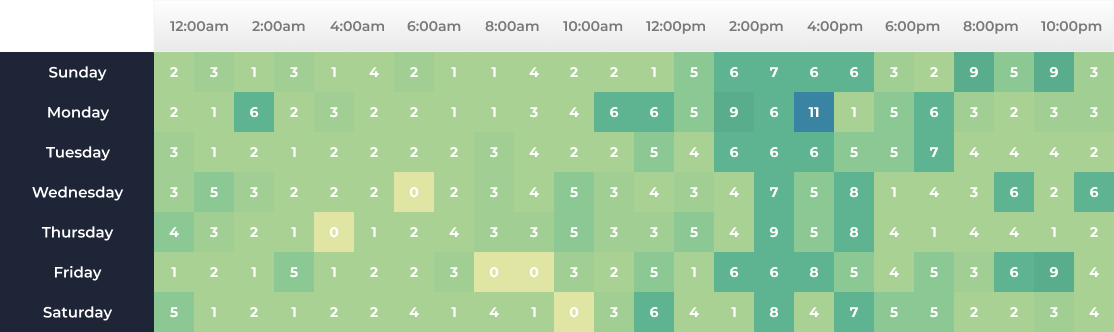 12:00am 2:00am 4:00am 6:00am 8:00am 10:00am 12:00pm 2:00pm 4:00pm 6:00pm 8:00pm 10:00pm
Sunday 2 3 1 3 1 4 2 1 1 4 2 2 1 5 6 7 6 6 3 2 9 5 9 3
Monday 2 1 6 2 3 2 2 1 1 3 4 6 6 5 9 6 11 1 5 6 3 2 3 3
Tuesday 3 1 2 1 2 2 2 2 3 4 2 2 5 4 6 6 6 5 5 7 4 4 4 2
Wednesday 3 5 3 2 2 2 0 2 3 4 5 3 4 3 4 7 5 8 1 4 3 6 2 6
Thursday 4 3 2 1 0 1 2 4 3 3 5 3 3 5 4 9 5 8 4 1 4 4 1 2
Friday 1 2 1 5 1 2 2 3 0 0 3 2 5 1 6 6 8 5 4 5 3 6 9 4
Saturday 5 1 2 1 2 2 4 1 4 1 0 3 6 4 1 8 4 7 5 5 2 2 3 4